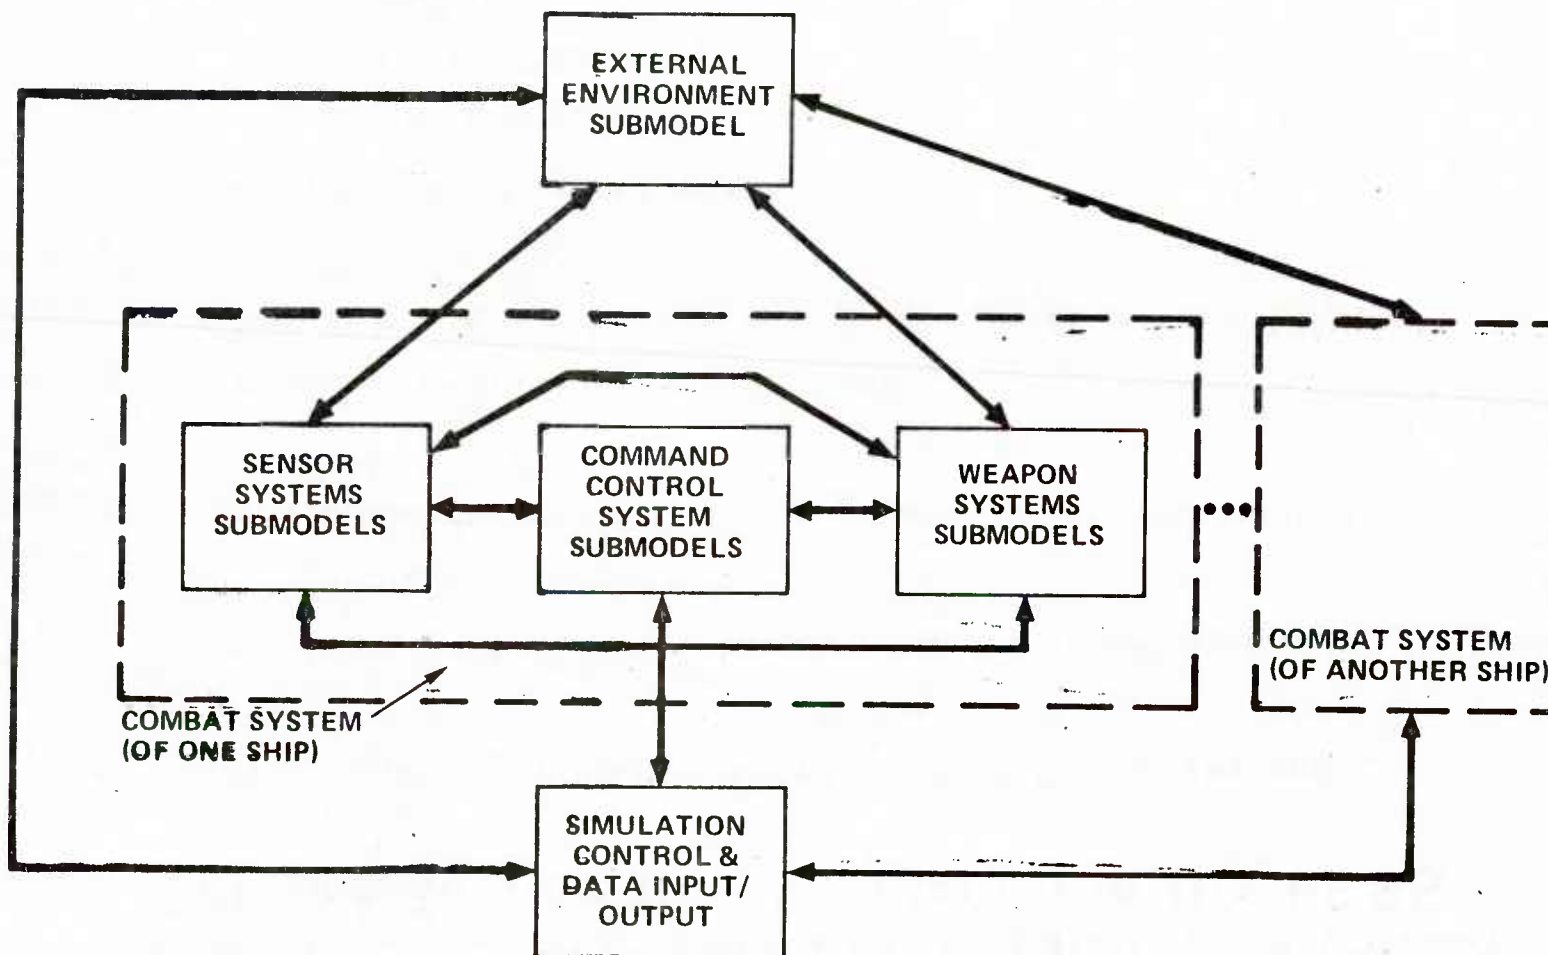 EXTERNAL
ENVIRONMENT
SUBMODEL
SENSOR
SYSTEMS
SUBMODELS
COMMAND
CONTROL
SYSTEM
SUBMODELS
WEAPON
SYSTEMS
SUBMODELS
COMBAT SYSTEM
(OF ANOTHER SHIP)
COMBAT SYSTEM
(OF ONE SHIP)
SIMULATION
CONTROL &
DATA INPUT/
OUTPUT